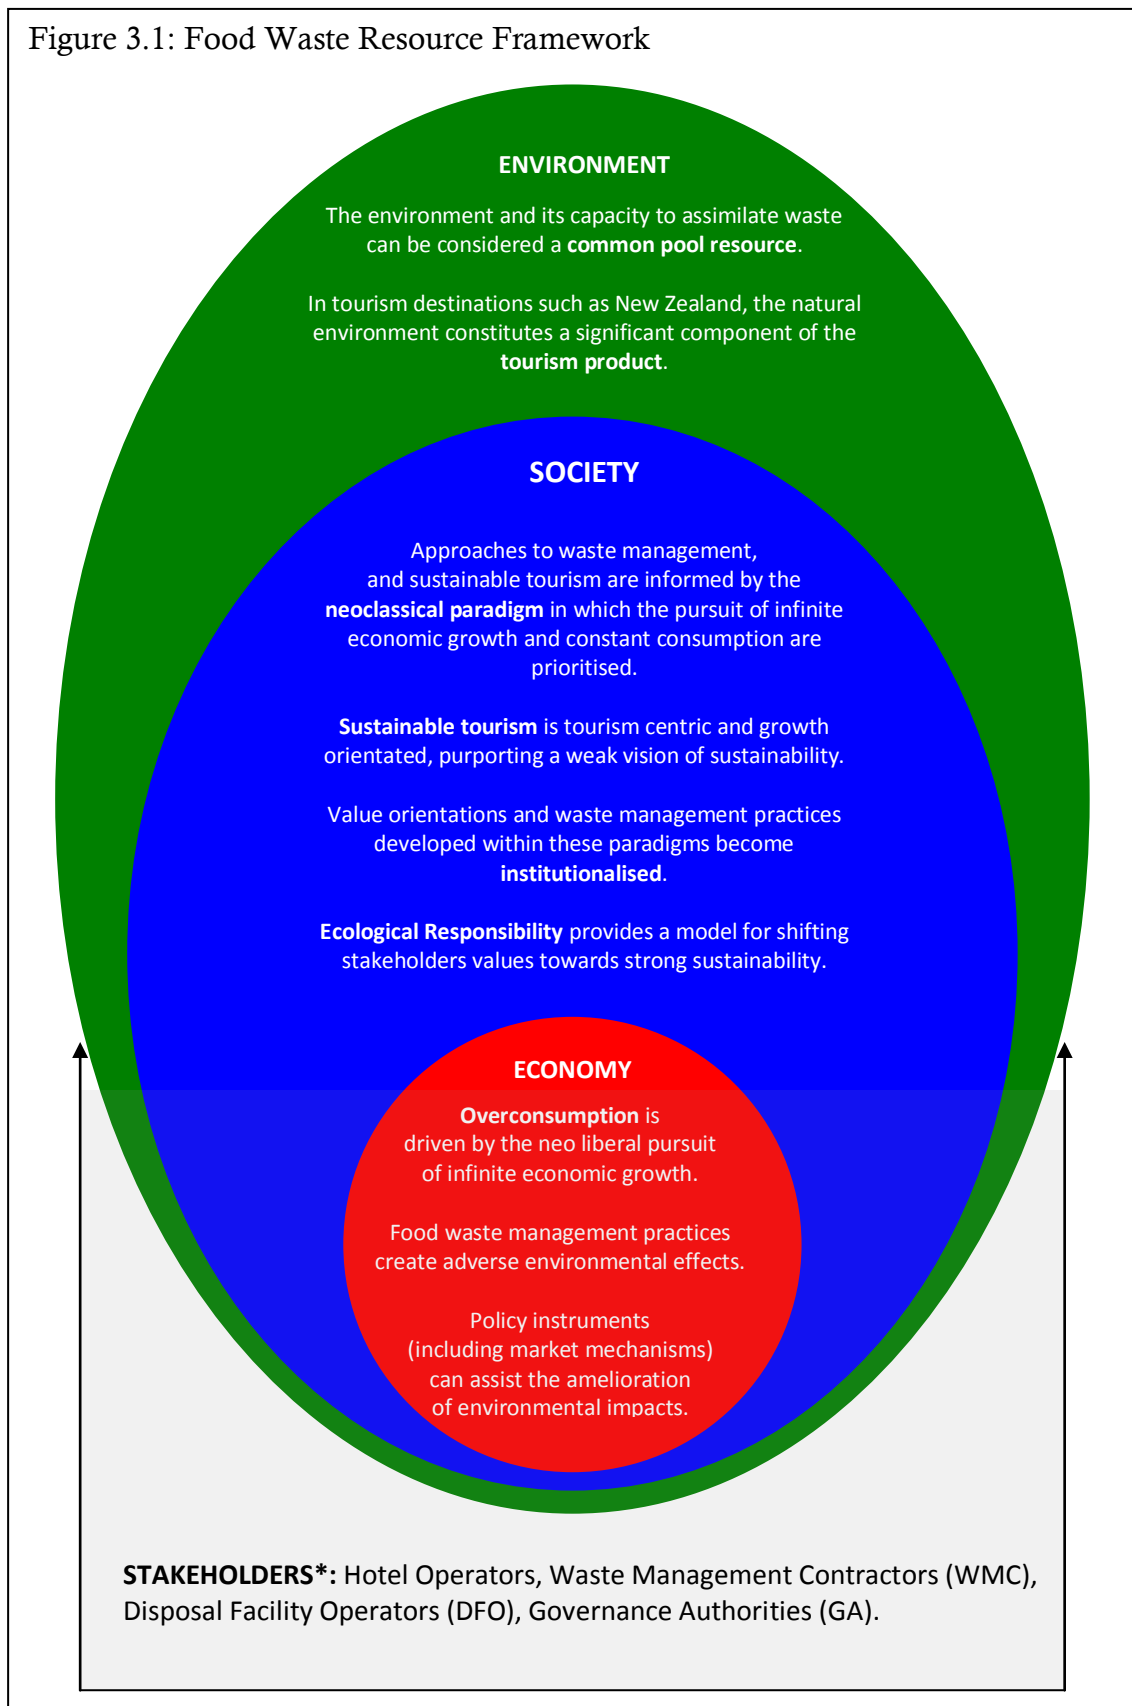 Figure 3.1: Food Waste Resource Framework
ENVIRONMENT
The environment and its capacity to assimilate waste
can be considered a common pool resource.
In tourism destinations such as New Zealand, the natural
environment constitutes a significant component of the
tourism product.
SOCIETY
Approaches to waste management,
and sustainable tourism are informed by the
neoclassical paradigm in which the pursuit of infinite
economic growth and constant consumption are
prioritised.
Sustainable tourism is tourism centric and growth
orientated, purporting a weak vision of sustainability.
Value orientations and waste management practices
developed within these paradigms become
institutionalised.
Ecological Responsibility provides a model for shifting
stakeholders values towards strong sustainability.
ECONOMY
Overconsumption is
driven by the neo liberal pursuit
of infinite economic growth.
Food waste management practices
create adverse environmental effects.
Policy instruments
(including market mechanisms)
can assist the amelioration
of environmental impacts.
STAKEHOLDERS*: Hotel Operators, Waste Management Contractors (WMC),
Disposal Facility Operators (DFO), Governance Authorities (GA).